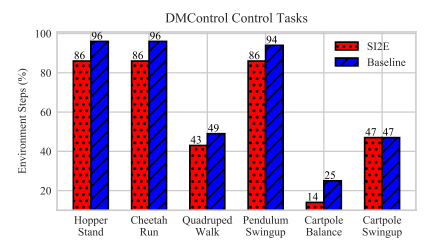 DMControl Control Tasks
Environment Steps (%)
100
80
60
40
20
86
96
86
96
43
49
86
94
14
25
47
47
SI2E
Baseline
Hopper
Stand
Cheetah
Run
Quadruped
Walk
Pendulum
Swingup
Cartpole
Balance
Cartpole
Swingup